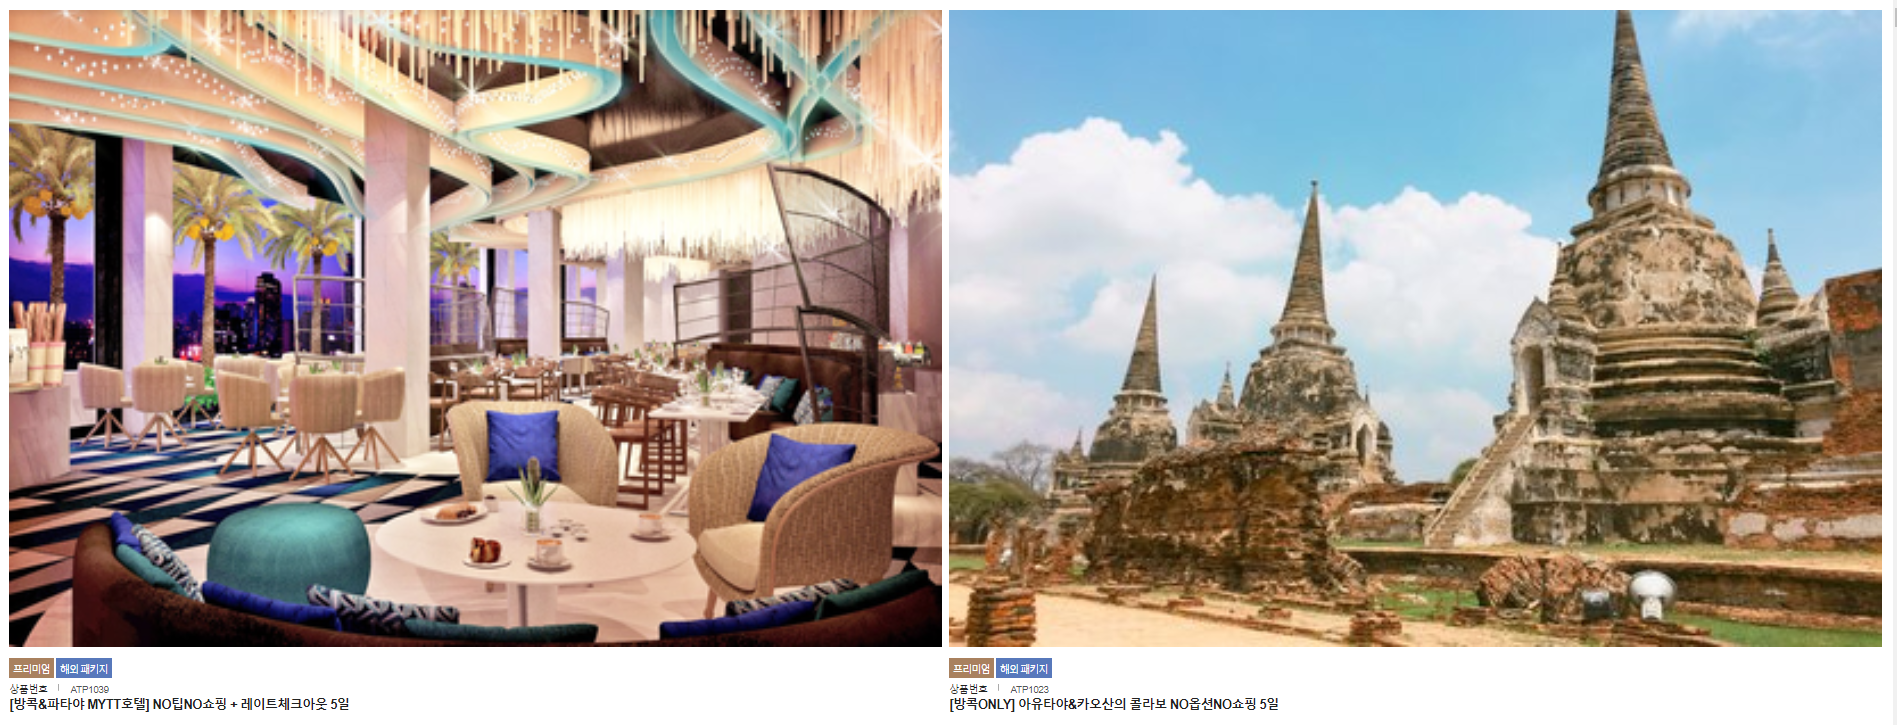 프리미엄 해외패키지
상품번호 | ATP1039
[방콕&파타야 MYTT호텔] NO팁NO쇼핑 + 레이트체크아웃 5일
프리미엄 해외패키지
상품번호 | ATP1023
[방콕ONLY] 아유타야&카오산의 콜라보 NO옵션NO쇼핑 5일